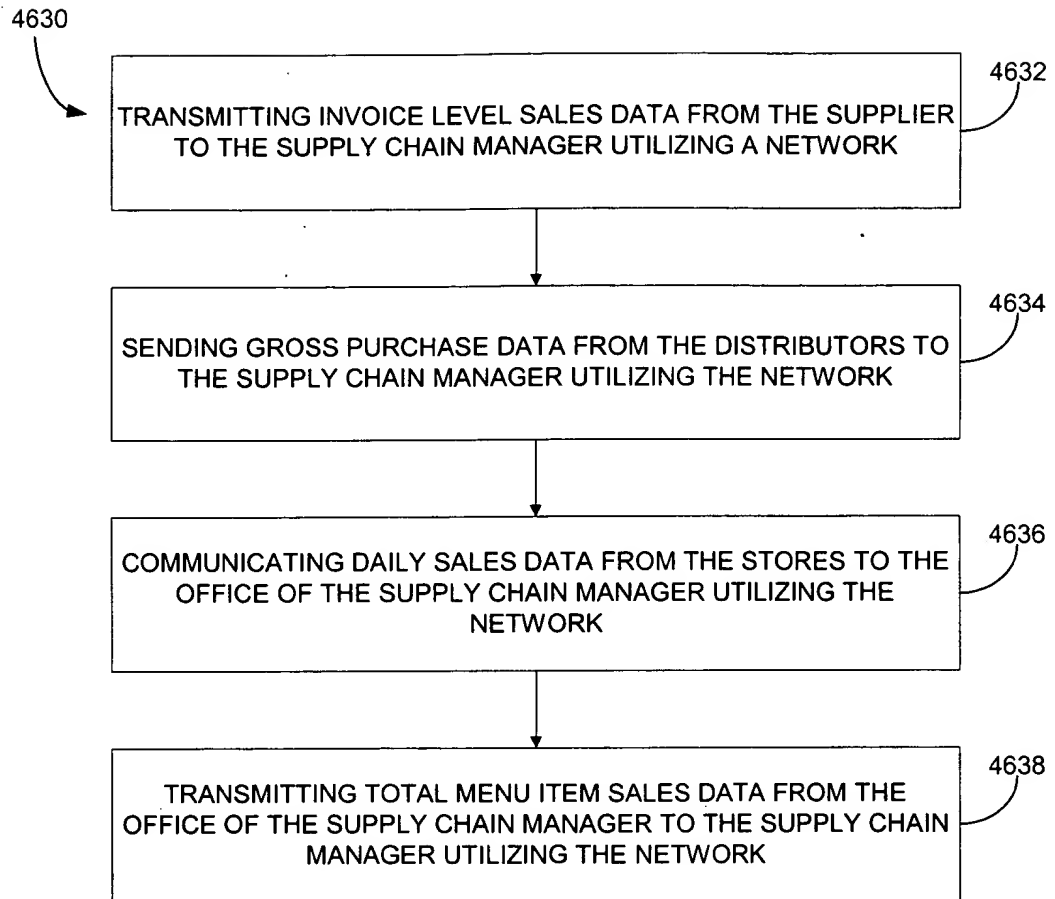 4630
4632
TRANSMITTING INVOICE LEVEL SALES DATA FROM THE SUPPLIER
TO THE SUPPLY CHAIN MANAGER UTILIZING A NETWORK
4634
SENDING GROSS PURCHASE DATA FROM THE DISTRIBUTORS TO
THE SUPPLY CHAIN MANAGER UTILIZING THE NETWORK
4636
COMMUNICATING DAILY SALES DATA FROM THE STORES TO THE
OFFICE OF THE SUPPLY CHAIN MANAGER UTILIZING THE
NETWORK
4638
TRANSMITTING TOTAL MENU ITEM SALES DATA FROM THE
OFFICE OF THE SUPPLY CHAIN MANAGER TO THE SUPPLY CHAIN
MANAGER UTILIZING THE NETWORK